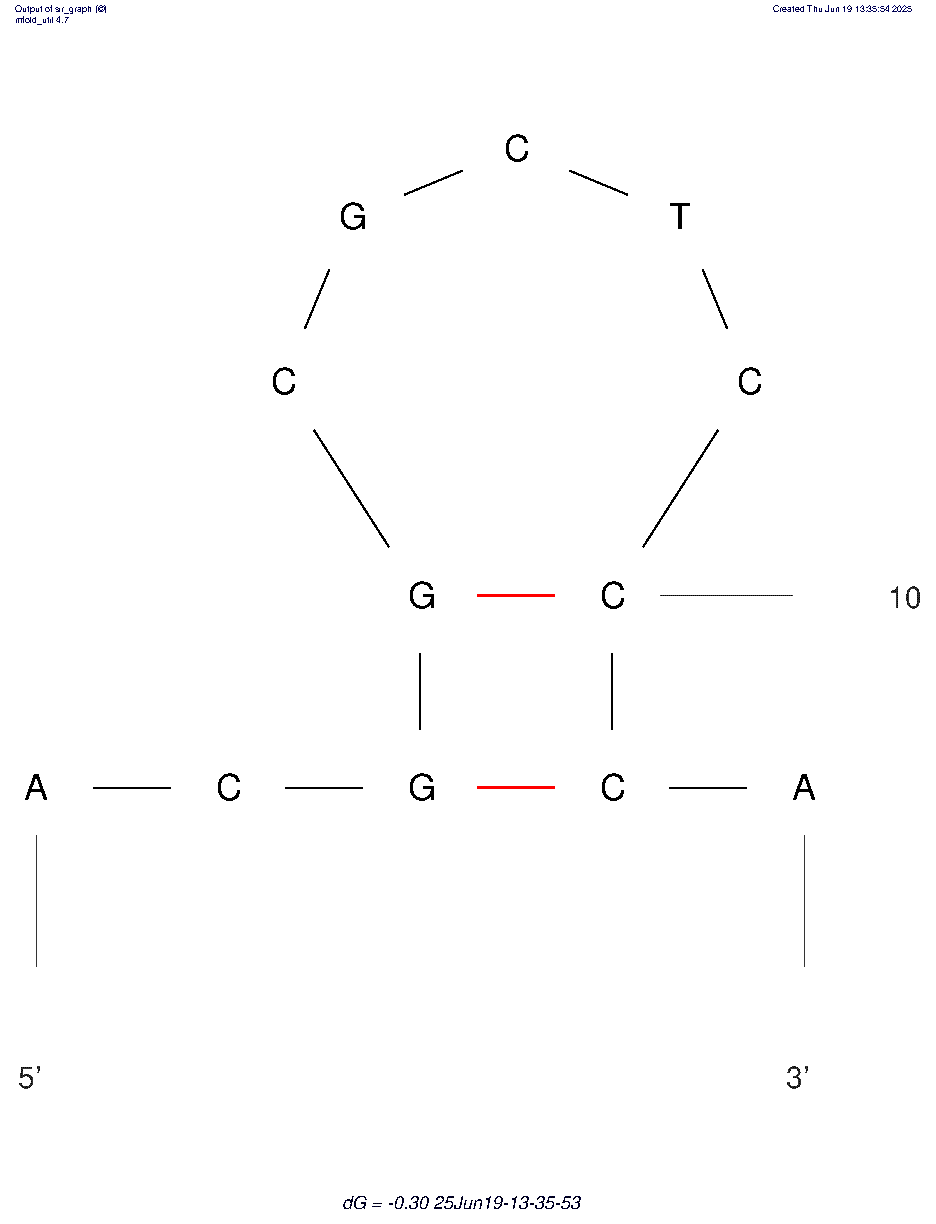 Output of sir_graph (©)
mfold_util 4.7
Created Thu Jun 19 13:35:54 2025
C
G T
C C
G C 10
A C G C A
5' 3'
dG = -0.30 25Jun19-13-35-53